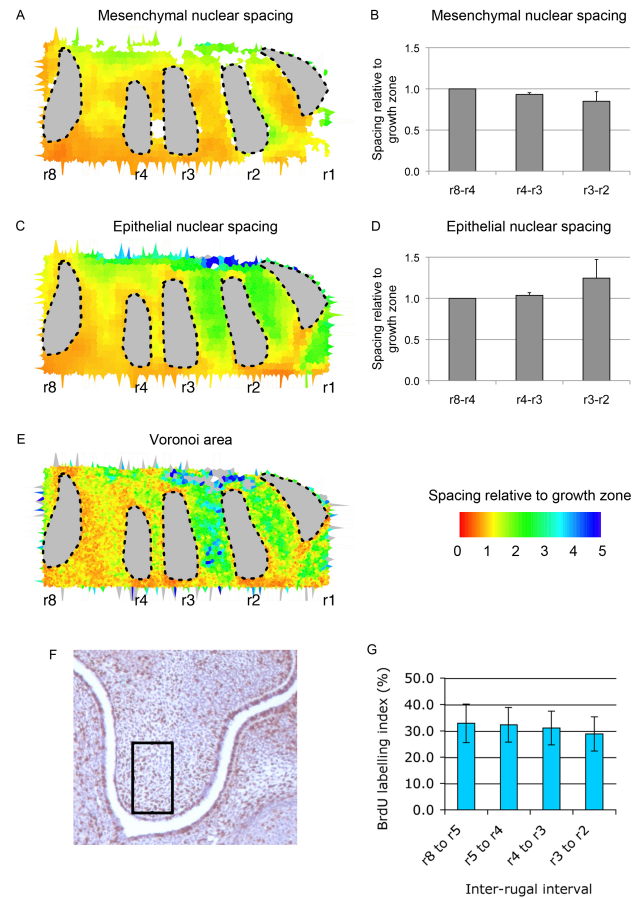 A
Mesenchymal nuclear spacing
r8 r4 r3 r2 r1
B
Mesenchymal nuclear spacing
Spacing relative to
growth zone
1.5
1.0
0.5
0.0
r8-r4 r4-r3 r3-r2
C
Epithelial nuclear spacing
r8 r4 r3 r2 r1
D
Epithelial nuclear spacing
Spacing relative to
growth zone
1.5
1.0
0.5
0.0
r8-r4 r4-r3 r3-r2
E
Voronoi area
r8 r4 r3 r2 r1
Spacing relative to growth zone
0 1 2 3 4 5
F
G
BrdU labelling index (%)
50.0
40.0
30.0
20.0
10.0
0.0
r8 to r5
r5 to r4
r4 to r3
r3 to r2
Inter-rugal interval